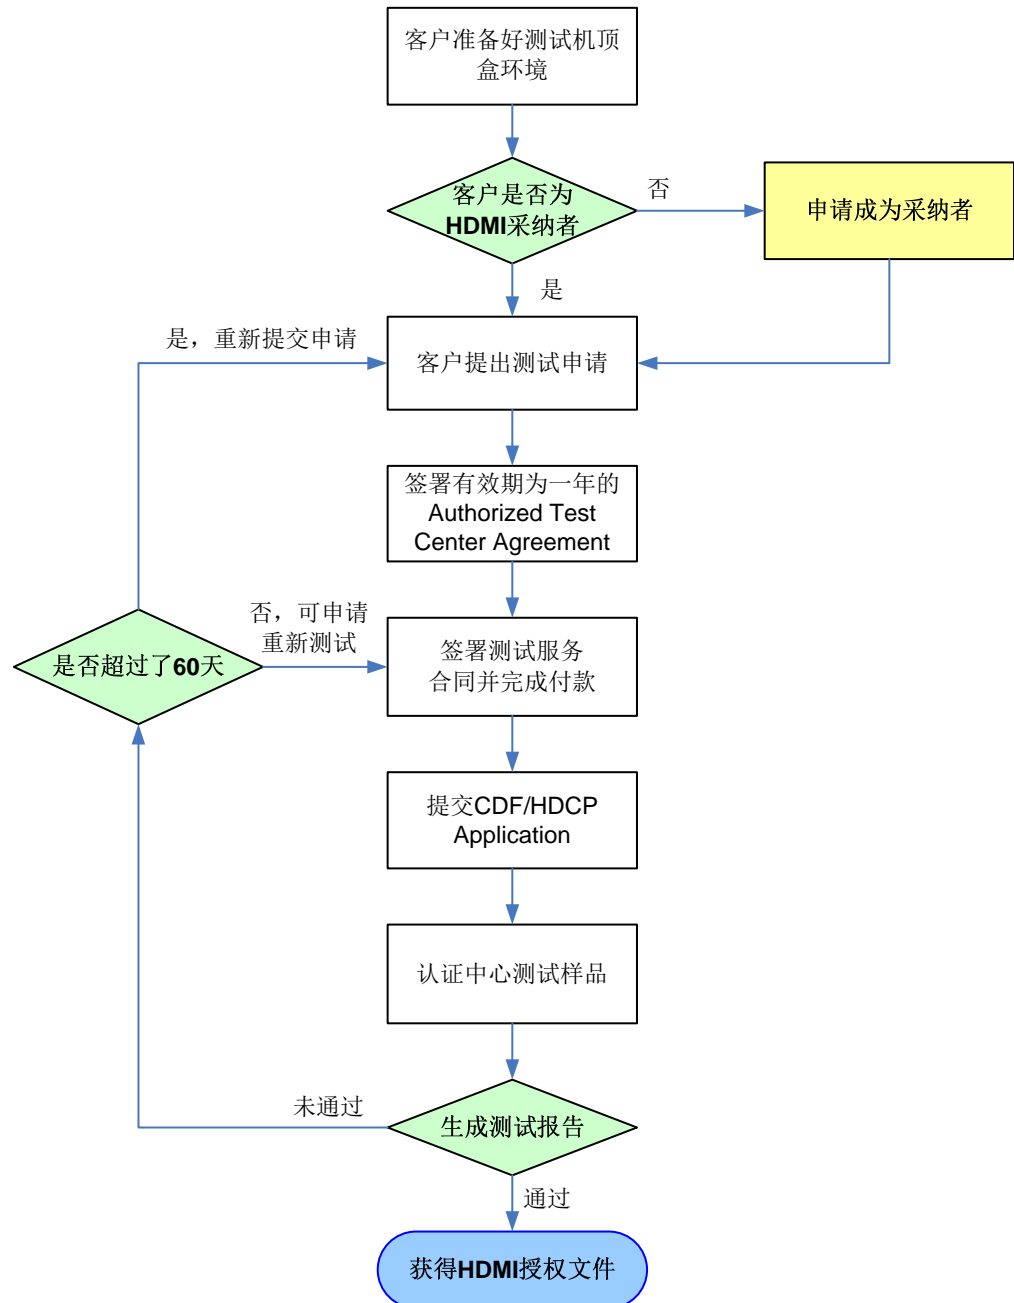 客户准备好测试机顶
盒环境
客户是否为
HDMI采纳者
否
申请成为采纳者
是
是，重新提交申请
客户提出测试申请
签署有效期为一年的
Authorized Test
Center Agreement
否，可申请
重新测试
是否超过了60天
签署测试服务
合同并完成付款
提交CDF/HDCP
Application
认证中心测试样品
未通过
生成测试报告
通过
获得HDMI授权文件